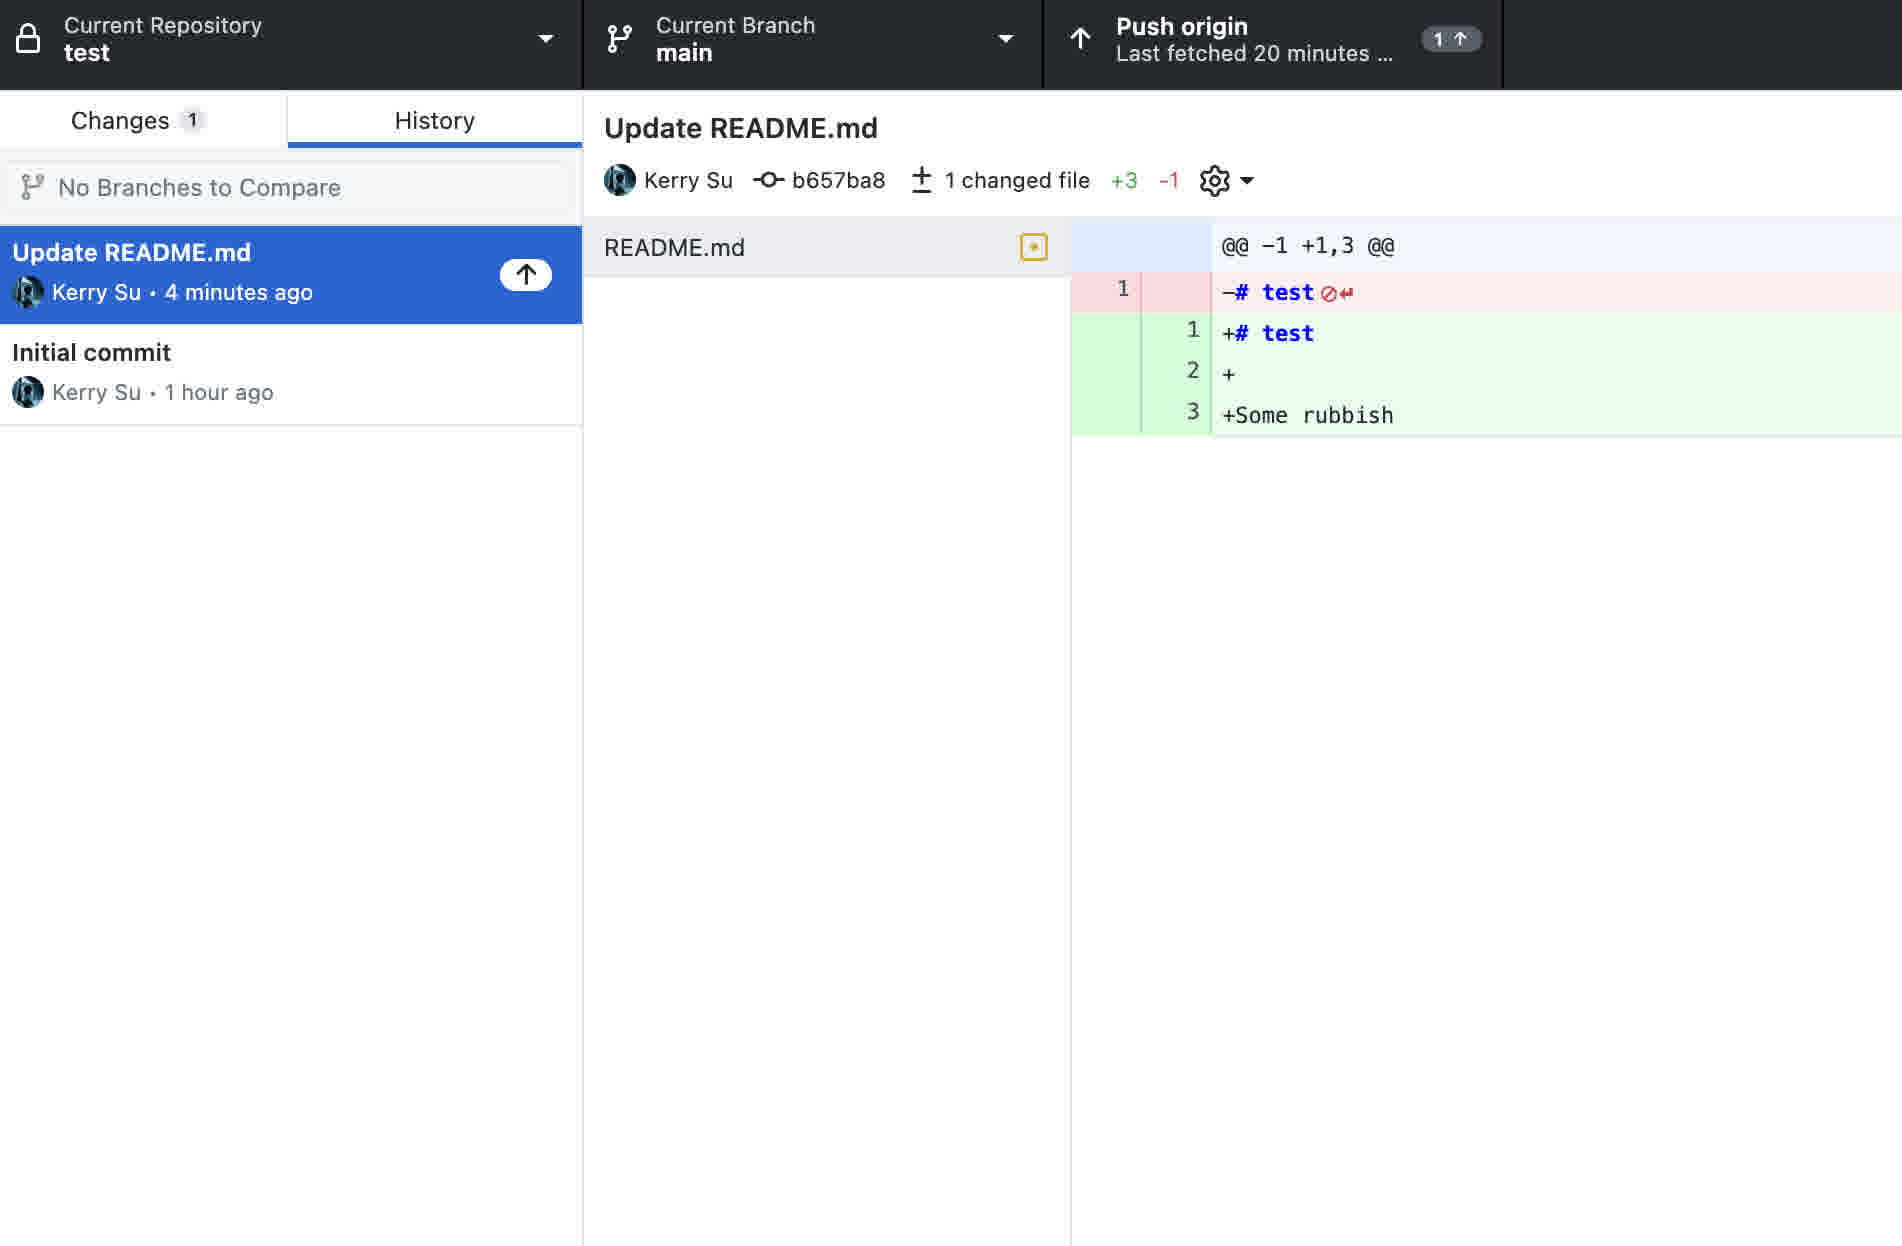 Current Repository
test
Current Branch
main
Push origin
Last fetched 20 minutes ...
1
Changes 1
History
No Branches to Compare
Update README.md
Kerry Su • 4 minutes ago
Initial commit
Kerry Su • 1 hour ago
Update README.md
Kerry Su b657ba8 1 changed file +3 -1
README.md
@@ -1 +1,3 @@
1 -# test
1 +# test
2 +
3 +Some rubbish